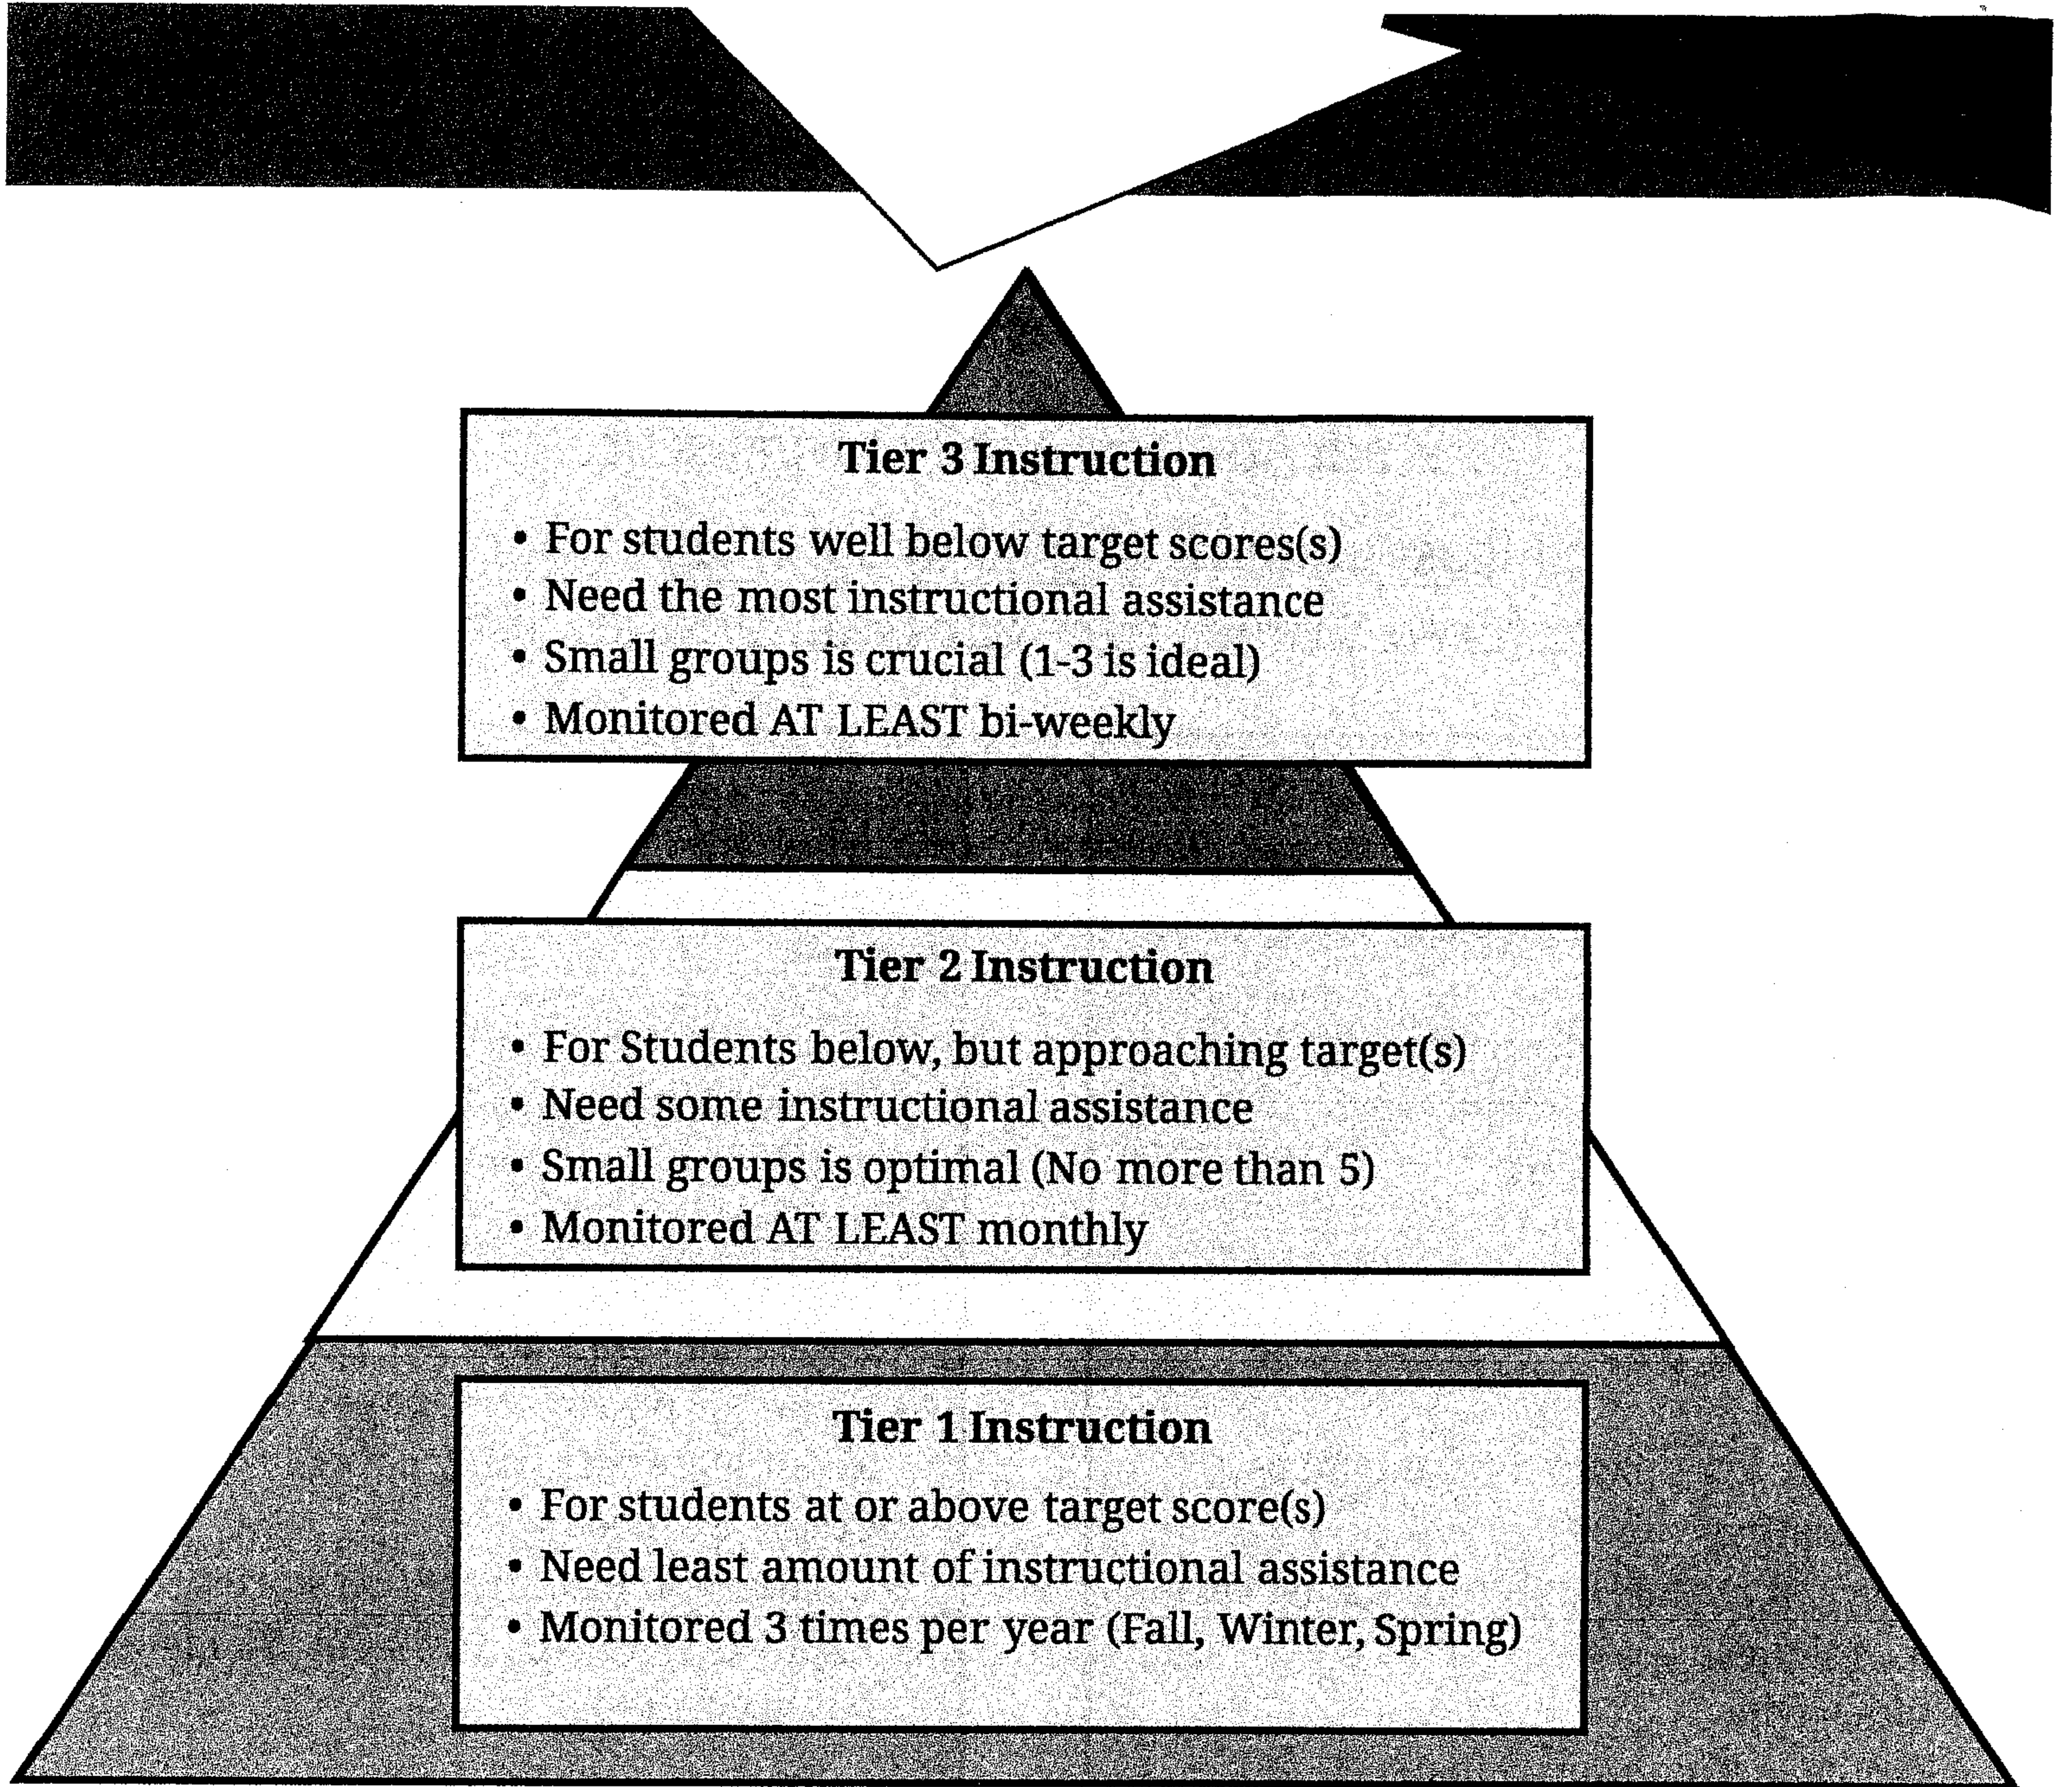 Tier 3 Instruction
• For students well below target scores(s)
• Need the most instructional assistance
• Small groups is crucial (1-3 is ideal)
• Monitored AT LEAST bi-weekly
Tier 2 Instruction
• For Students below, but approaching target(s)
• Need some instructional assistance
• Small groups is optimal (No more than 5)
• Monitored AT LEAST monthly
Tier 1 Instruction
• For students at or above target score(s)
• Need least amount of instructional assistance
• Monitored 3 times per year (Fall, Winter, Spring)